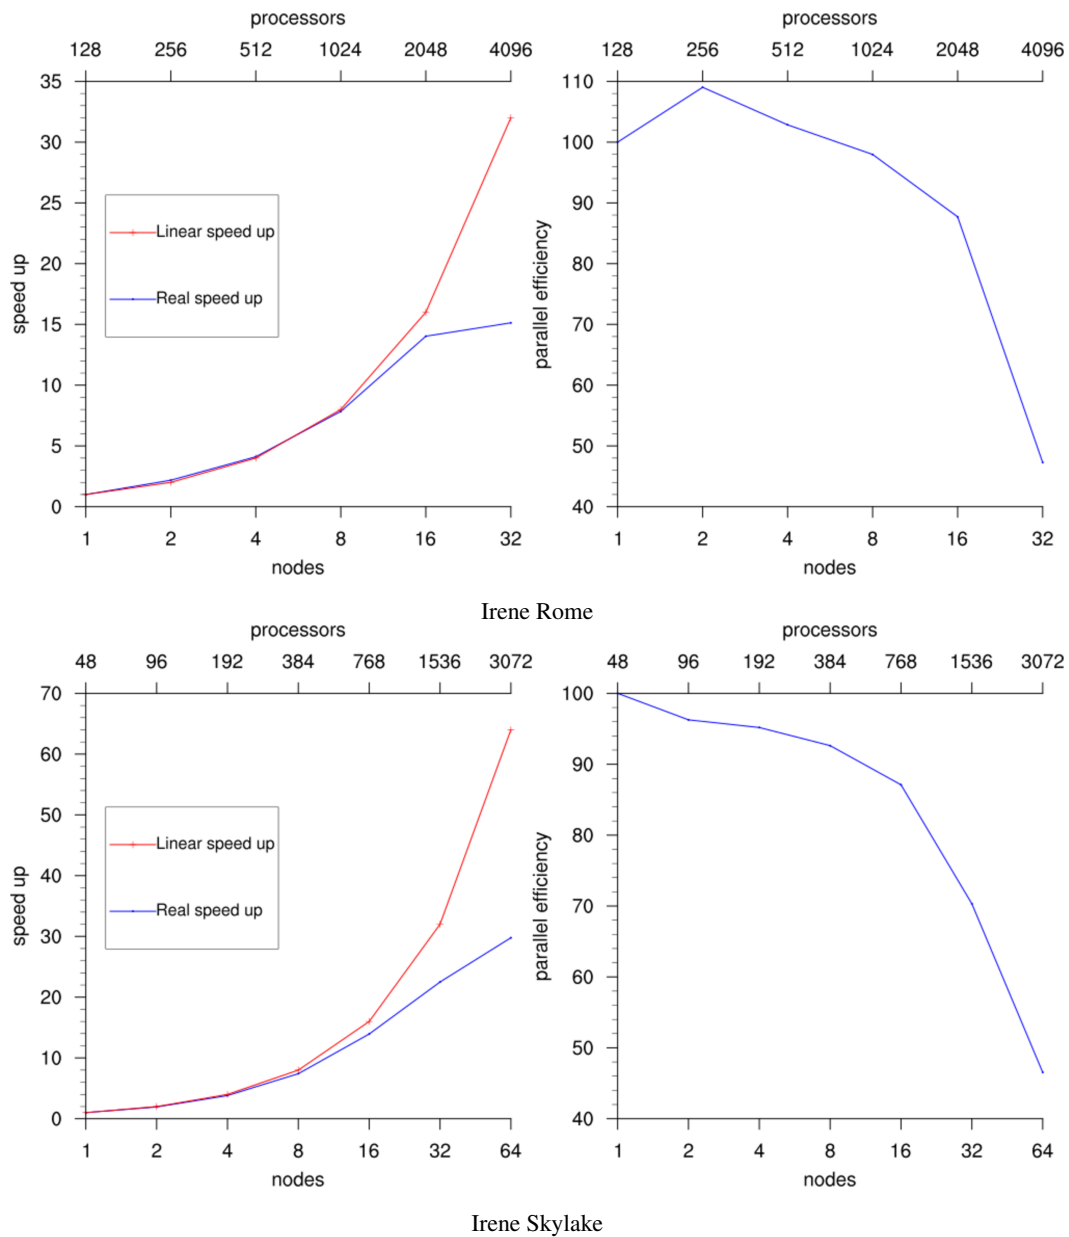 processors
128 256 512 1024 2048 4096
35
30
25
20
15
10
5
0
speed up
Linear speed up
Real speed up
1 2 4 8 16 32
nodes
processors
128 256 512 1024 2048 4096
110
100
90
80
70
60
50
40
parallel efficiency
1 2 4 8 16 32
nodes
Irene Rome
processors
48 96 192 384 768 1536 3072
70
60
50
40
30
20
10
0
speed up
Linear speed up
Real speed up
1 2 4 8 16 32 64
nodes
processors
48 96 192 384 768 1536 3072
100
90
80
70
60
50
40
parallel efficiency
1 2 4 8 16 32 64
nodes
Irene Skylake